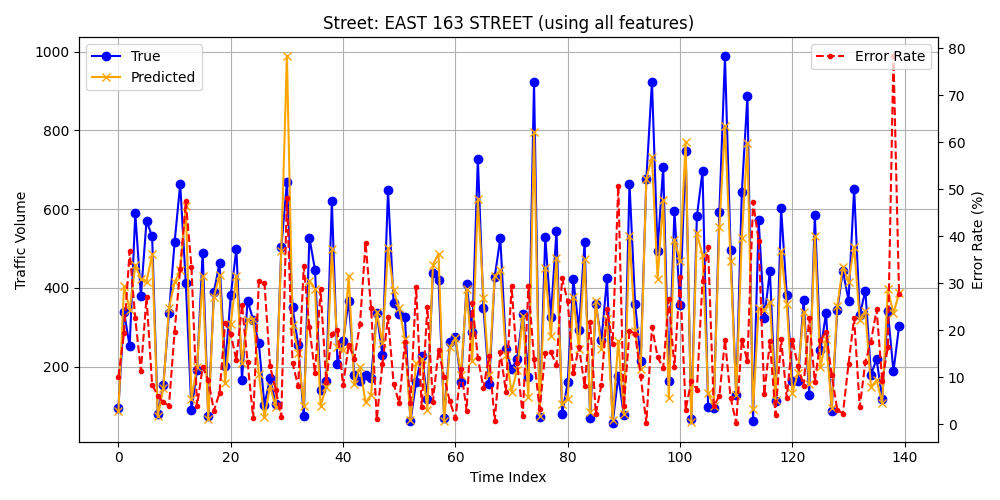 Street: EAST 163 STREET (using all features)
True
Predicted
Error Rate
1000
800
600
400
200
Traffic Volume
80
70
60
50
40
30
20
10
0
Error Rate (%)
0 20 40 60 80 100 120 140
Time Index